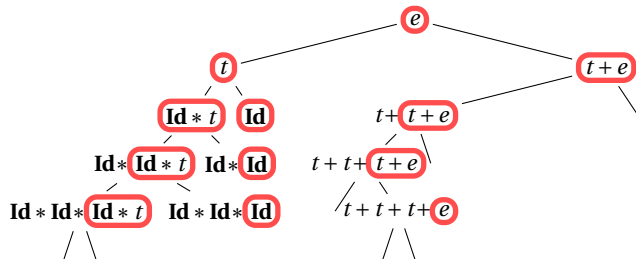 e
t t + e
Id ∗ t Id t + t + e
Id ∗ Id ∗ t Id ∗ Id t + t + t + e
Id ∗ Id ∗ Id ∗ t Id ∗ Id ∗ Id t + t + t + e